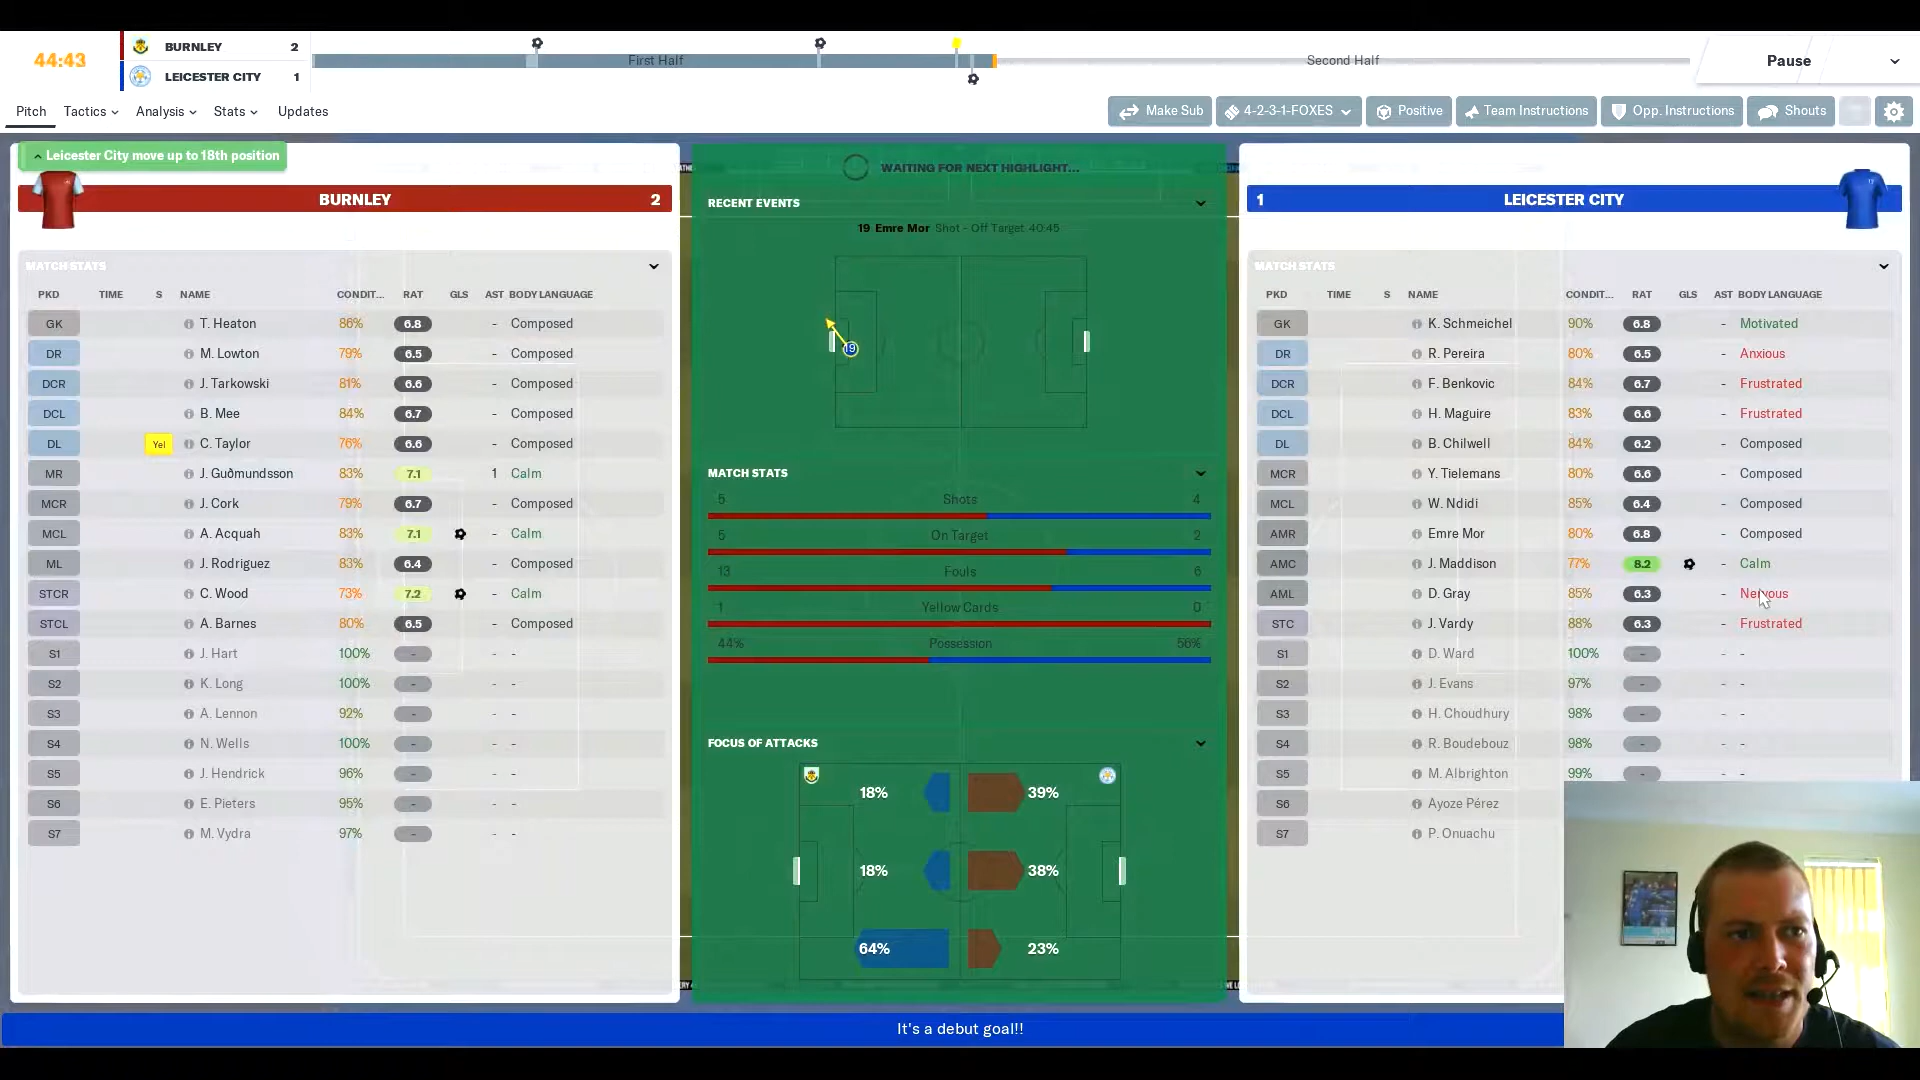 44:43
BURNLEY 2
LEICESTER CITY 1
First Half
Second Half
Pause
Pitch Tactics Analysis Stats Updates
Make Sub 4-2-3-1-FOXES Positive Team Instructions Opp. Instructions Shouts
Leicester City move up to 18th position
BURNLEY 2
MATCH STATS
PKD TIME S NAME CONDIT... RAT GLS AST BODY LANGUAGE
GK T. Heaton 86% 6.8 - Composed
DR M. Lowton 79% 6.5 - Composed
DCR J. Tarkowski 81% 6.6 - Composed
DCL B. Mee 84% 6.7 - Composed
DL Yel C. Taylor 76% 6.6 - Composed
MR J. Guðmundsson 83% 7.1 1 Calm
MCR J. Cork 79% 6.7 - Composed
MCL A. Acquah 83% 7.1 - Calm
ML J. Rodriguez 83% 6.4 - Composed
STCR C. Wood 73% 7.2 - Calm
STCL A. Barnes 80% 6.5 - Composed
S1 J. Hart 100% - - -
S2 K. Long 100% - - -
S3 A. Lennon 92% - - -
S4 N. Wells 100% - - -
S5 J. Hendrick 96% - - -
S6 E. Pieters 95% - - -
S7 M. Vydra 97% - - -
WAITING FOR NEXT HIGHLIGHT...
RECENT EVENTS
19 Emre Mor Shot - Off Target 40:45
19
MATCH STATS
5 Shots 4
5 On Target 2
13 Fouls 6
1 Yellow Cards 0
44% Possession 56%
FOCUS OF ATTACKS
18% 39%
18% 38%
64% 23%
1 LEICESTER CITY
MATCH STATS
PKD TIME S NAME CONDIT... RAT GLS AST BODY LANGUAGE
GK K. Schmeichel 90% 6.8 - Motivated
DR R. Pereira 80% 6.5 - Anxious
DCR F. Benkovic 84% 6.7 - Frustrated
DCL H. Maguire 83% 6.6 - Frustrated
DL B. Chilwell 84% 6.2 - Composed
MCR Y. Tielemans 80% 6.6 - Composed
MCL W. Ndidi 85% 6.4 - Composed
AMR Emre Mor 80% 6.8 - Composed
AMC J. Maddison 77% 8.2 - Calm
AML D. Gray 85% 6.3 - Nervous
STC J. Vardy 88% 6.3 - Frustrated
S1 D. Ward 100% - - -
S2 J. Evans 97% - - -
S3 H. Choudhury 98% - - -
S4 R. Boudebouz 98% - - -
S5 M. Albrighton 99% - - -
S6 Ayoze Pérez
S7 P. Onuachu
It's a debut goal!!